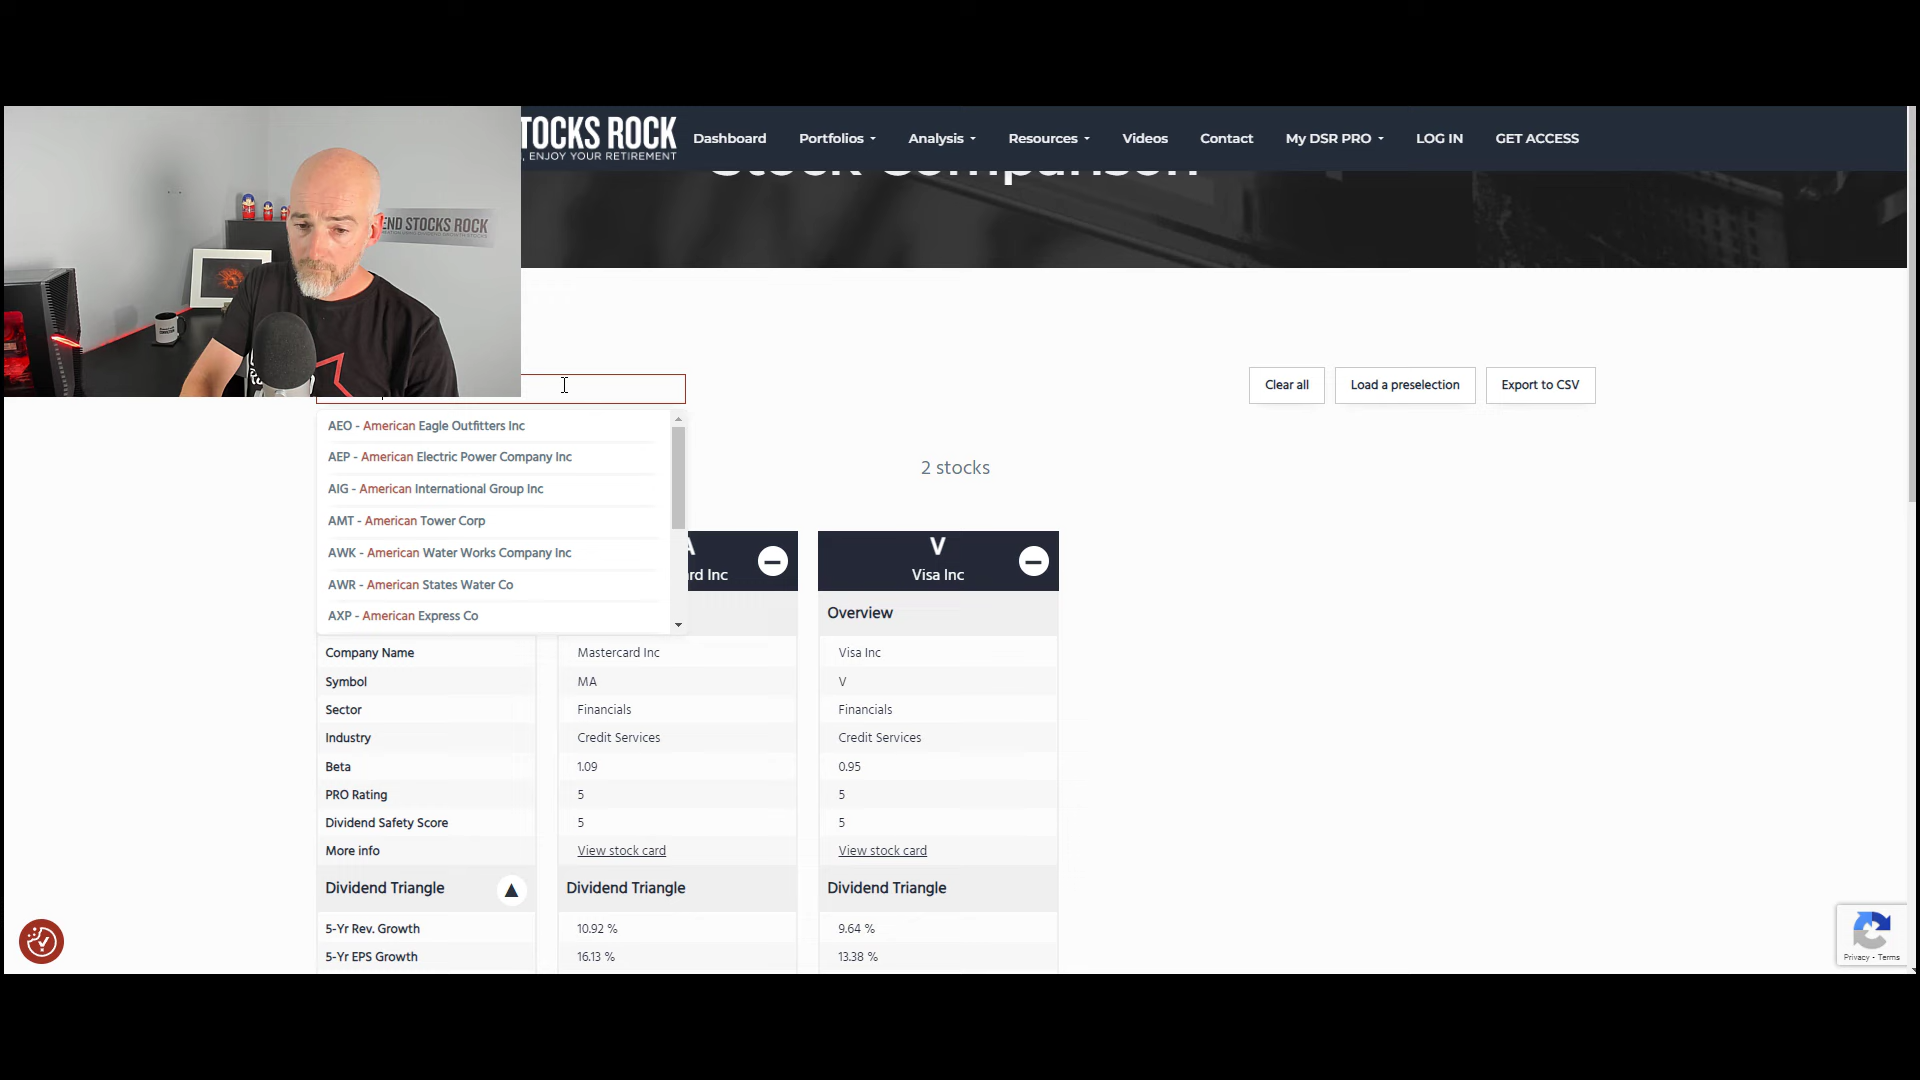 TOCKS ROCK
, ENJOY YOUR RETIREMENT
Dashboard
Portfolios
Analysis
Resources
Videos
Contact
My DSR PRO
LOG IN
GET ACCESS
Stock Comparison
END STOCKS ROCK
Clear all
Load a preselection
Export to CSV
AEO - American Eagle Outfitters Inc
AEP - American Electric Power Company Inc
AIG - American International Group Inc
AMT - American Tower Corp
AWK - American Water Works Company Inc
AWR - American States Water Co
AXP - American Express Co
2 stocks
A
rd Inc
V
Visa Inc
Overview
Company Name
Mastercard Inc
Visa Inc
Symbol
MA
V
Sector
Financials
Financials
Industry
Credit Services
Credit Services
Beta
1.09
0.95
PRO Rating
5
5
Dividend Safety Score
5
5
More info
View stock card
View stock card
Dividend Triangle
Dividend Triangle
Dividend Triangle
5-Yr Rev. Growth
10.92 %
9.64 %
5-Yr EPS Growth
16.13 %
13.38 %
Privacy - Terms